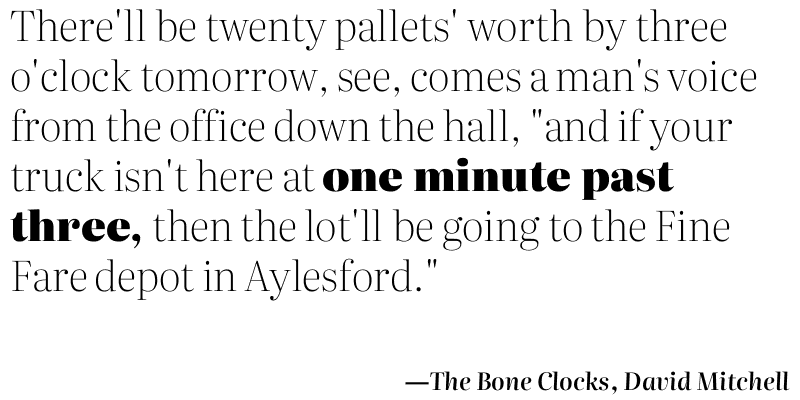 There'll be twenty pallets' worth by three
o'clock tomorrow, see, comes a man's voice
from the office down the hall, "and if your
truck isn't here at one minute past
three, then the lot'll be going to the Fine
Fare depot in Aylesford."
—The Bone Clocks, David Mitchell